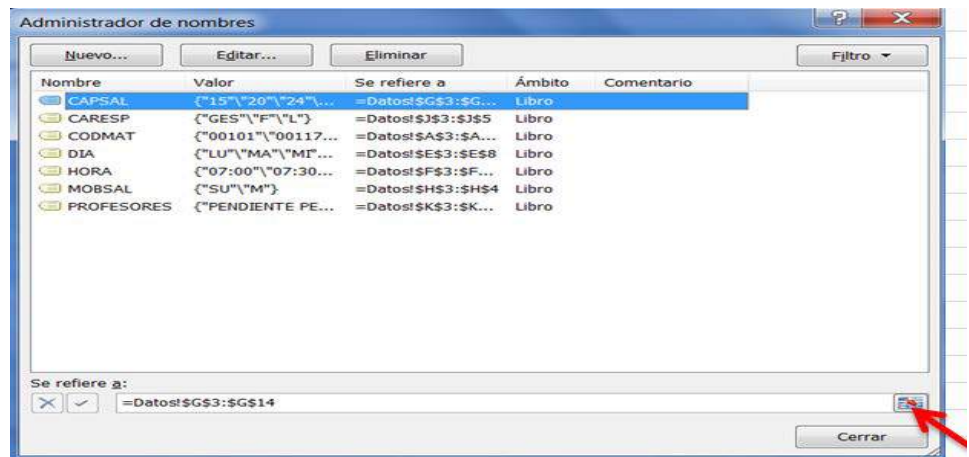 Administrador de nombres
Nuevo... Editar... Eliminar Filtro
Nombre Valor Se refiere a Ámbito Comentario
CAPSAL {"15"\"20"\"24"\... =Datos!$G$3:$G... Libro
CARESP {"GES"\"F"\"L"} =Datos!$J$3:$J$5 Libro
CODMAT {"00101"\"00117... =Datos!$A$3:$A... Libro
DIA {"LU"\"MA"\"MI"... =Datos!$E$3:$E$8 Libro
HORA {"07:00"\"07:30... =Datos!$F$3:$F... Libro
MOBSAL {"SU"\"M"} =Datos!$H$3:$H$4 Libro
PROFESORES {"PENDIENTE PE... =Datos!$K$3:$K... Libro
Se refiere a:
=Datos!$G$3:$G$14
Cerrar